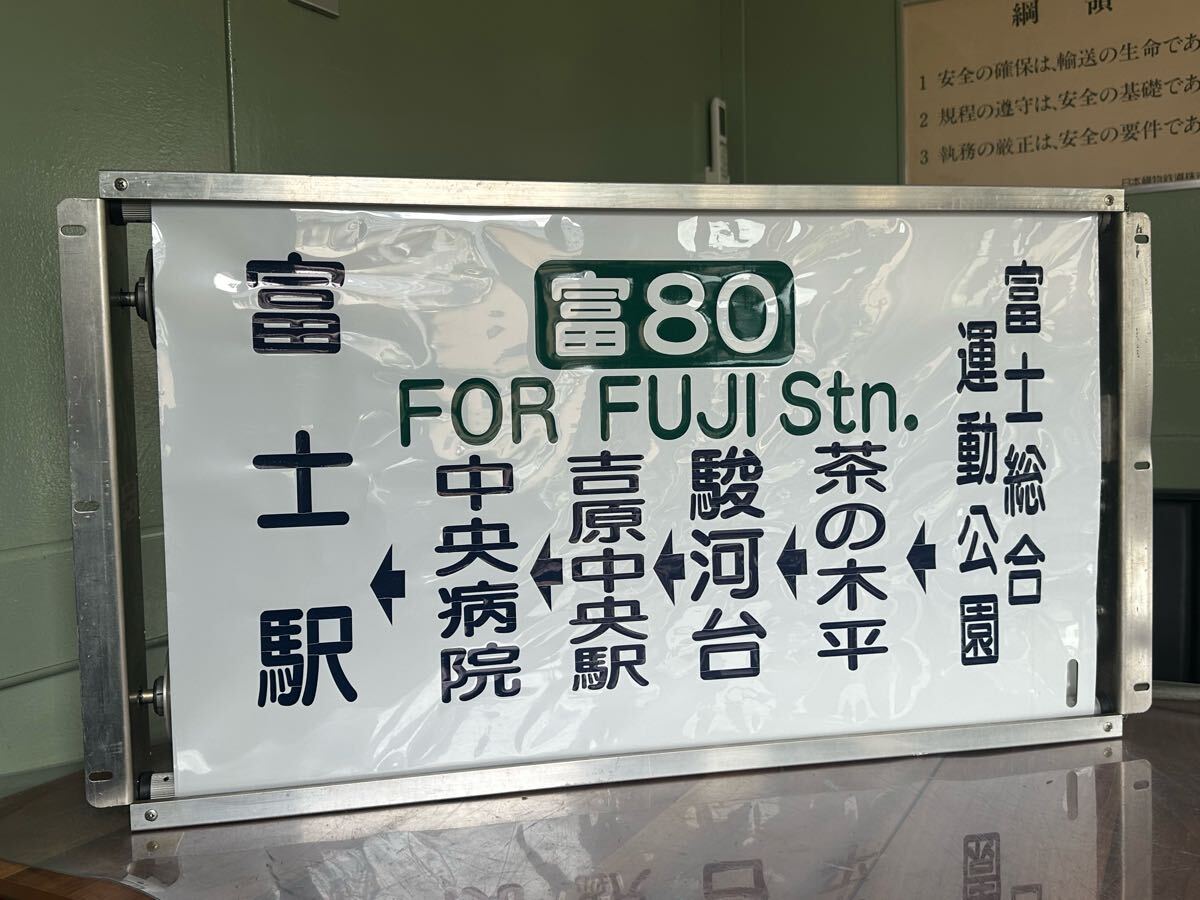 綱 領
1 安全の確保は、輸送の生命であ
2 規程の遵守は、安全の基礎であ
3 執務の厳正は、安全の要件であ
富80
FOR FUJI Stn.
富士総合
運動公園
茶の木平
駿河台
吉原中央駅
中央病院
富士駅